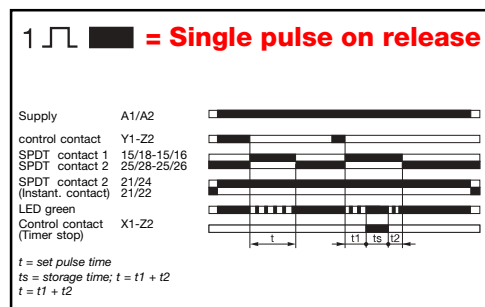 1 = Single pulse on release
Supply A1/A2
control contact Y1-Z2
SPDT contact 1 15/18-15/16
SPDT contact 2 25/28-25/26
SPDT contact 2 21/24
(Instant. contact) 21/22
LED green
Control contact X1-Z2
(Timer stop)
t t1 ts t2
t = set pulse time
ts = storage time; t = t1 + t2
t = t1 + t2